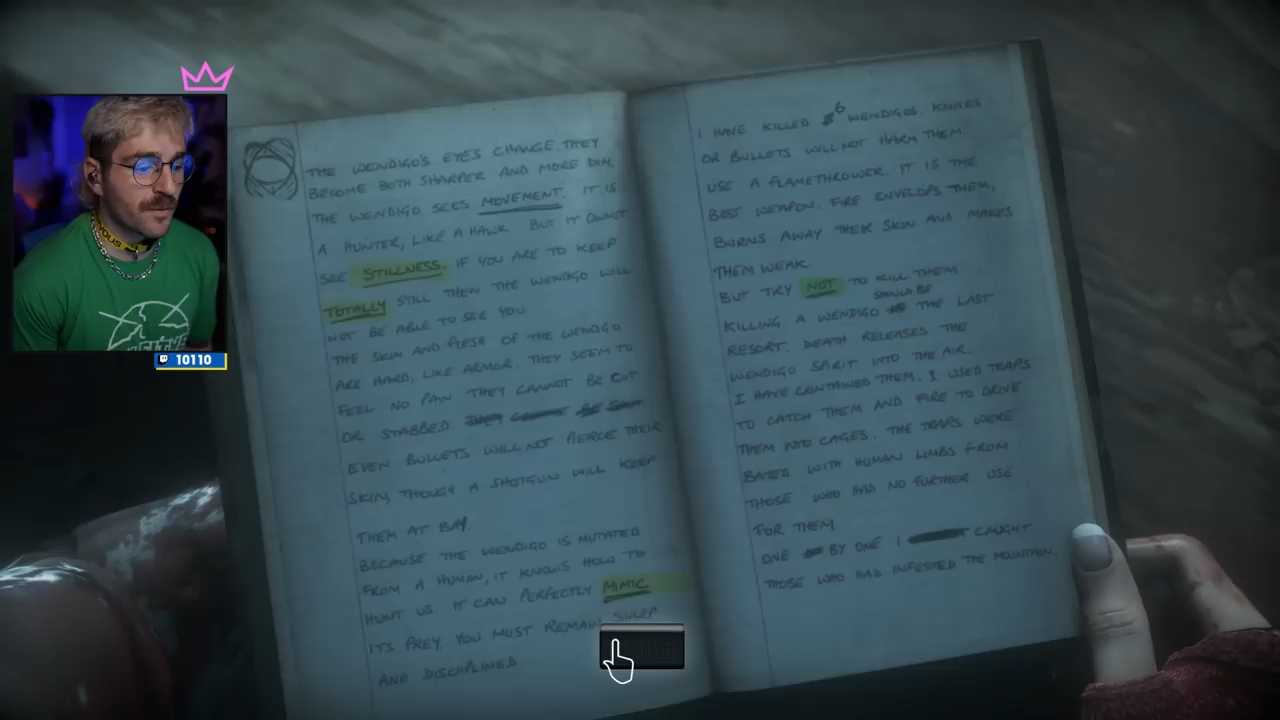 10110
THE WENDIGO'S EYES CHANGE. THEY
BECOME BOTH SHARPER AND MORE DIM.
THE WENDIGO SEES MOVEMENT. IT IS
A HUNTER, LIKE A HAWK. BUT IT CANNOT
SEE STILLNESS. IF YOU ARE TO KEEP
TOTALLY STILL THEN THE WENDIGO WILL
NOT BE ABLE TO SEE YOU
THE SKIN AND FLESH OF THE WENDIGO
ARE HARD, LIKE ARMOR. THEY SEEM TO
FEEL NO PAIN. THEY CANNOT BE CUT
OR STABBED
EVEN BULLETS WILL NOT PIERCE THEIR
SKIN, THOUGH A SHOTGUN WILL KEEP
THEM AT BAY.
BECAUSE THE WENDIGO IS MUTATED
FROM A HUMAN, IT KNOWS HOW TO
HUNT US. IT CAN PERFECTLY MIMIC
ITS PREY. YOU MUST REMAIN
AND DISCIPLINED.
I HAVE KILLED 6 WENDIGOS. KNIVES
OR BULLETS WILL NOT HARM THEM.
USE A FLAMETHROWER. IT IS THE
BEST WEAPON. FIRE ENVELOPS THEM,
BURNS AWAY THEIR SKIN AND MAKES
THEM WEAK.
BUT TRY NOT TO KILL THEM
KILLING A WENDIGO SHOULD BE THE LAST
RESORT. DEATH RELEASES THE
WENDIGO SPIRIT INTO THE AIR.
I HAVE CONTAINED THEM. I USED TRAPS
TO CATCH THEM AND FIRE TO DRIVE
THEM INTO CAGES. THE TRAPS WERE
BAITED WITH HUMAN LIMBS FROM
THOSE WHO HAD NO FURTHER USE
FOR THEM
ONE BY ONE I CAUGHT
THOSE WHO HAD INFESTED THE MOUNTAIN.